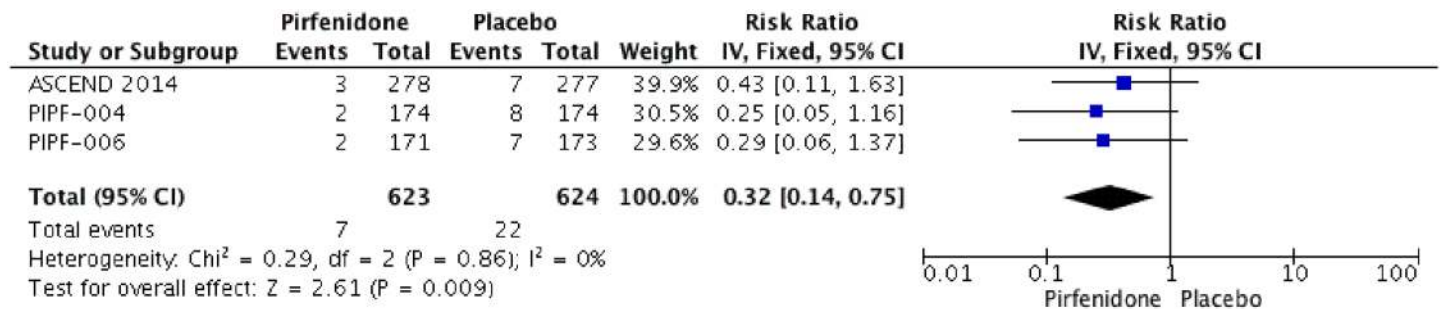 Pirfenidone Placebo Risk Ratio Risk Ratio
Study or Subgroup Events Total Events Total Weight IV, Fixed, 95% CI IV, Fixed, 95% CI
ASCEND 2014 3 278 7 277 39.9% 0.43 [0.11, 1.63]
PIPF-004 2 174 8 174 30.5% 0.25 [0.05, 1.16]
PIPF-006 2 171 7 173 29.6% 0.29 [0.06, 1.37]
Total (95% CI) 623 624 100.0% 0.32 [0.14, 0.75]
Total events 7 22
Heterogeneity: Chi² = 0.29, df = 2 (P = 0.86); I² = 0%
Test for overall effect: Z = 2.61 (P = 0.009)
0.01 0.1 1 10 100
Pirfenidone Placebo